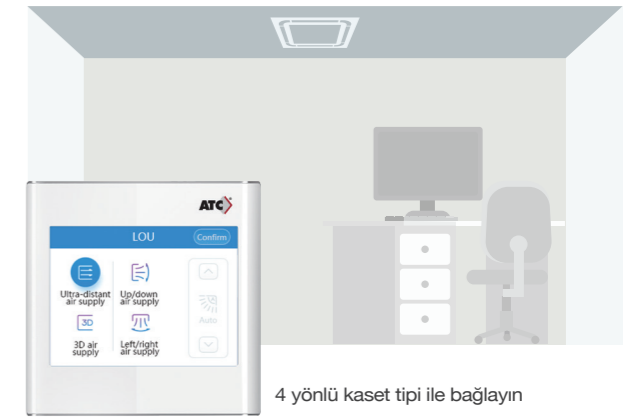 ATC
LOU
Confirm
Ultra-distant
air supply
Up/down
air supply
Auto
3D
3D air
supply
Left/right
air supply
4 yönlü kaset tipi ile bağlayın